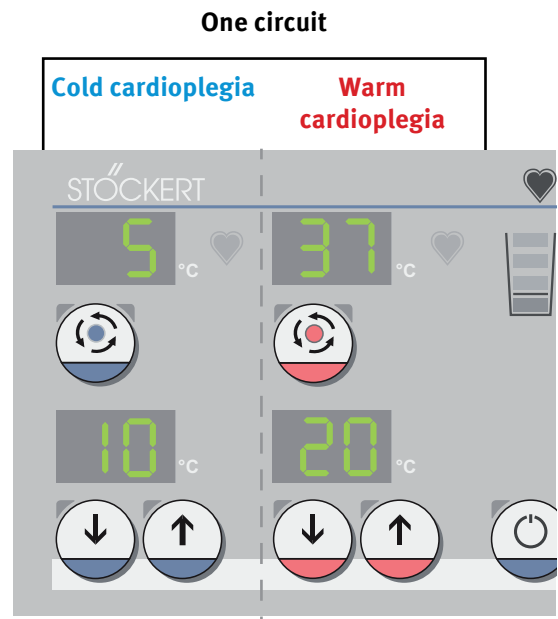 One circuit
Cold cardioplegia
Warm
cardioplegia
STÖCKERT
5 °C
37 °C
10 °C
20 °C